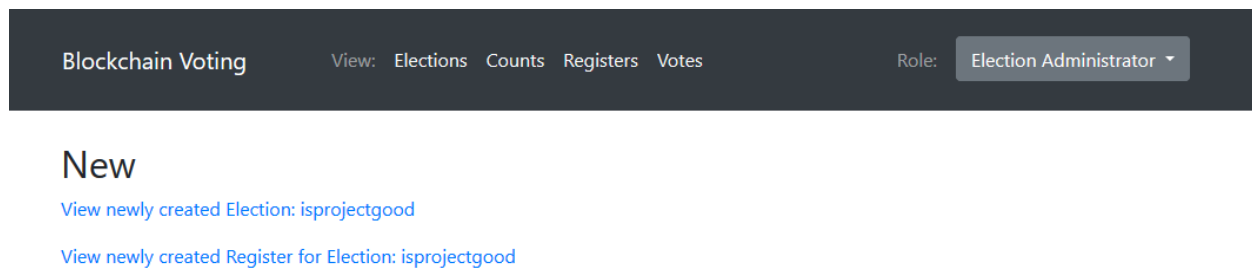 Blockchain Voting View: Elections Counts Registers Votes Role: Election Administrator
New
View newly created Election: isprojectgood
View newly created Register for Election: isprojectgood